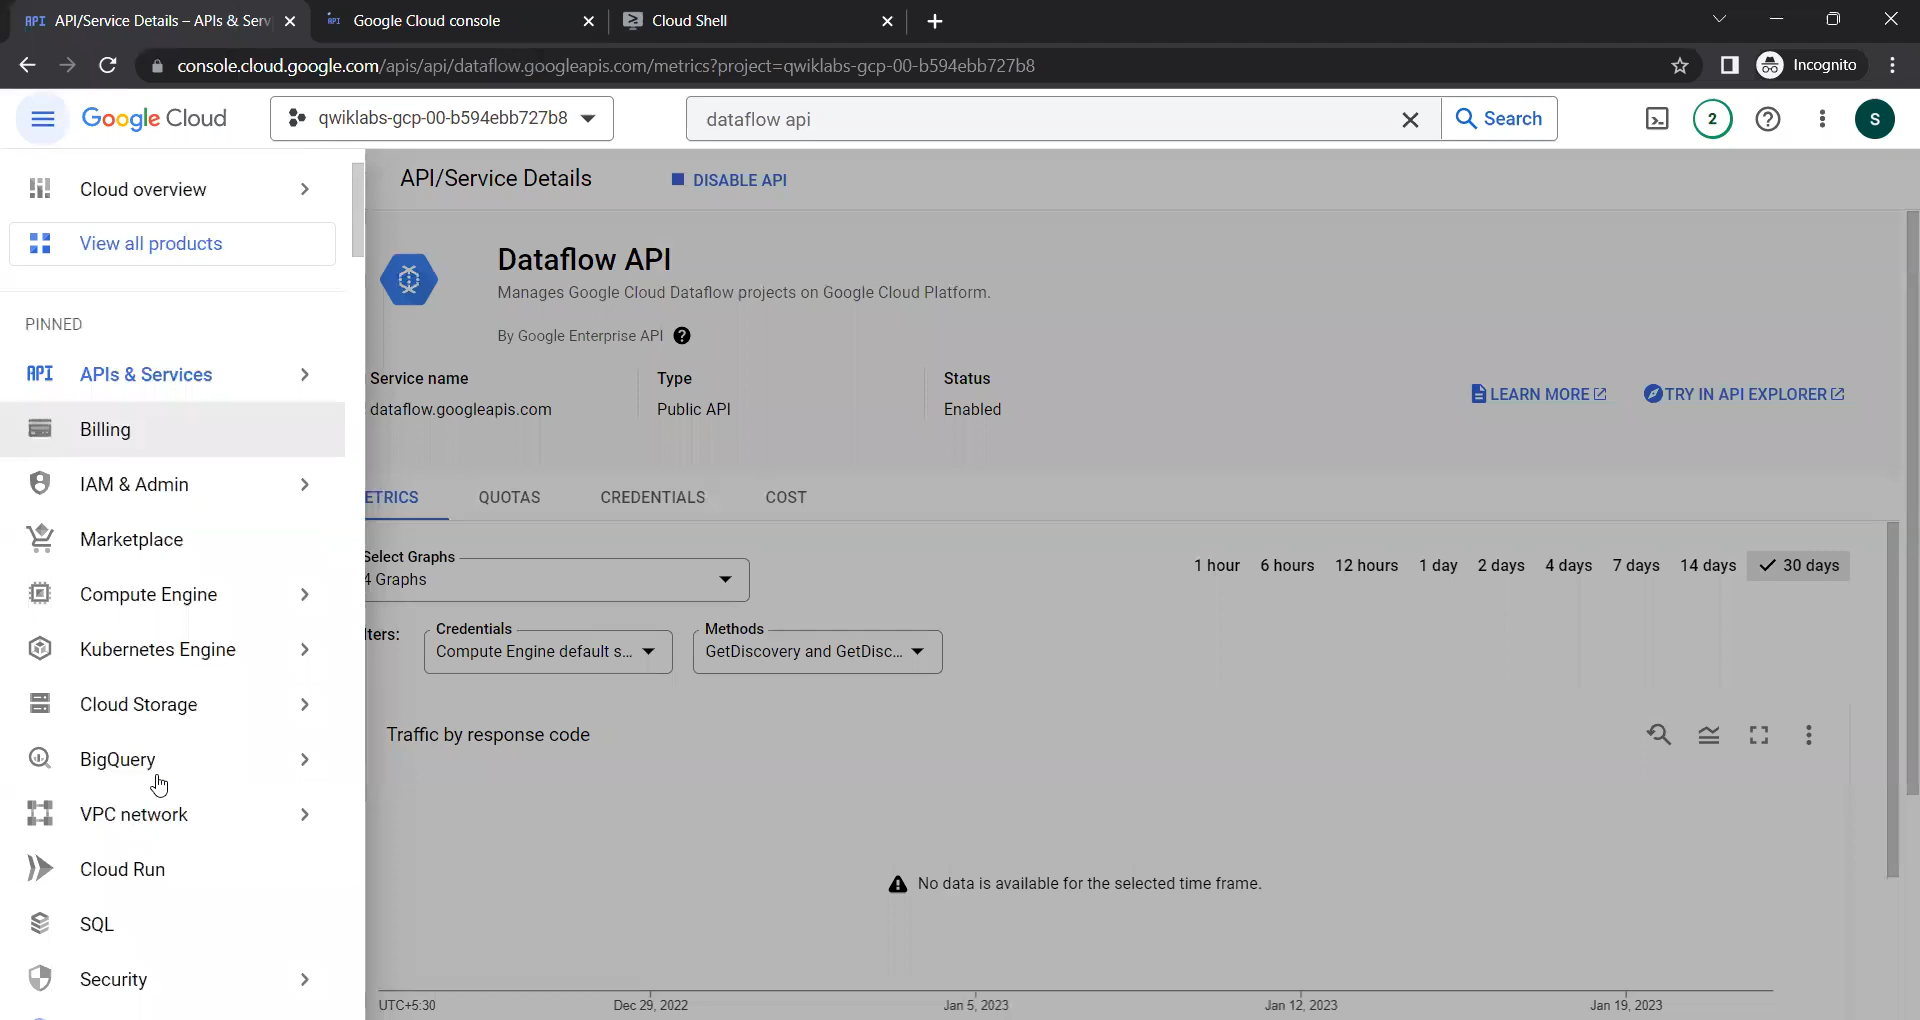 API API/Service Details – APIs & Serv
Google Cloud console
Cloud Shell
console.cloud.google.com/apis/api/dataflow.googleapis.com/metrics?project=qwiklabs-gcp-00-b594ebb727b8
Incognito
Google Cloud
qwiklabs-gcp-00-b594ebb727b8
dataflow api
Search
2
S
Cloud overview
View all products
PINNED
API APIs & Services
Billing
IAM & Admin
Marketplace
Compute Engine
Kubernetes Engine
Cloud Storage
BigQuery
VPC network
Cloud Run
SQL
Security
API/Service Details
DISABLE API
Dataflow API
Manages Google Cloud Dataflow projects on Google Cloud Platform.
By Google Enterprise API
Service name
dataflow.googleapis.com
Type
Public API
Status
Enabled
LEARN MORE
TRY IN API EXPLORER
ETRICS
QUOTAS
CREDENTIALS
COST
Select Graphs
4 Graphs
1 hour 6 hours 12 hours 1 day 2 days 4 days 7 days 14 days 30 days
lters:
Credentials
Compute Engine default s...
Methods
GetDiscovery and GetDisc...
Traffic by response code
No data is available for the selected time frame.
UTC+5:30 Dec 29, 2022 Jan 5, 2023 Jan 12, 2023 Jan 19, 2023